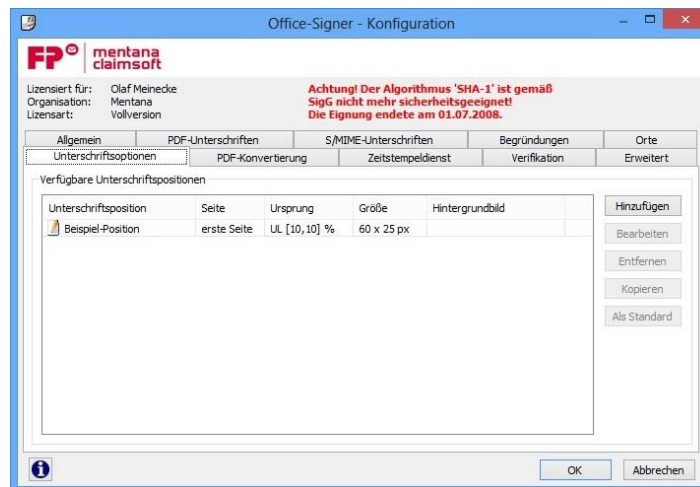 Office-Signer - Konfiguration
FP mentana
claimsoft
Lizensiert für: Olaf Meinecke
Organisation: Mentana
Lizensart: Vollversion
Achtung! Der Algorithmus 'SHA-1' ist gemäß
SigG nicht mehr sicherheitsgeeignet!
Die Eignung endete am 01.07.2008.
Allgemein PDF-Unterschriften S/MIME-Unterschriften Begründungen Orte
Unterschriftsoptionen PDF-Konvertierung Zeitstempeldienst Verifikation Erweitert
Verfügbare Unterschriftspositionen
Unterschriftsposition Seite Ursprung Größe Hintergrundbild
Beispiel-Position erste Seite UL [10,10] % 60 x 25 px
Hinzufügen
Bearbeiten
Entfernen
Kopieren
Als Standard
OK Abbrechen